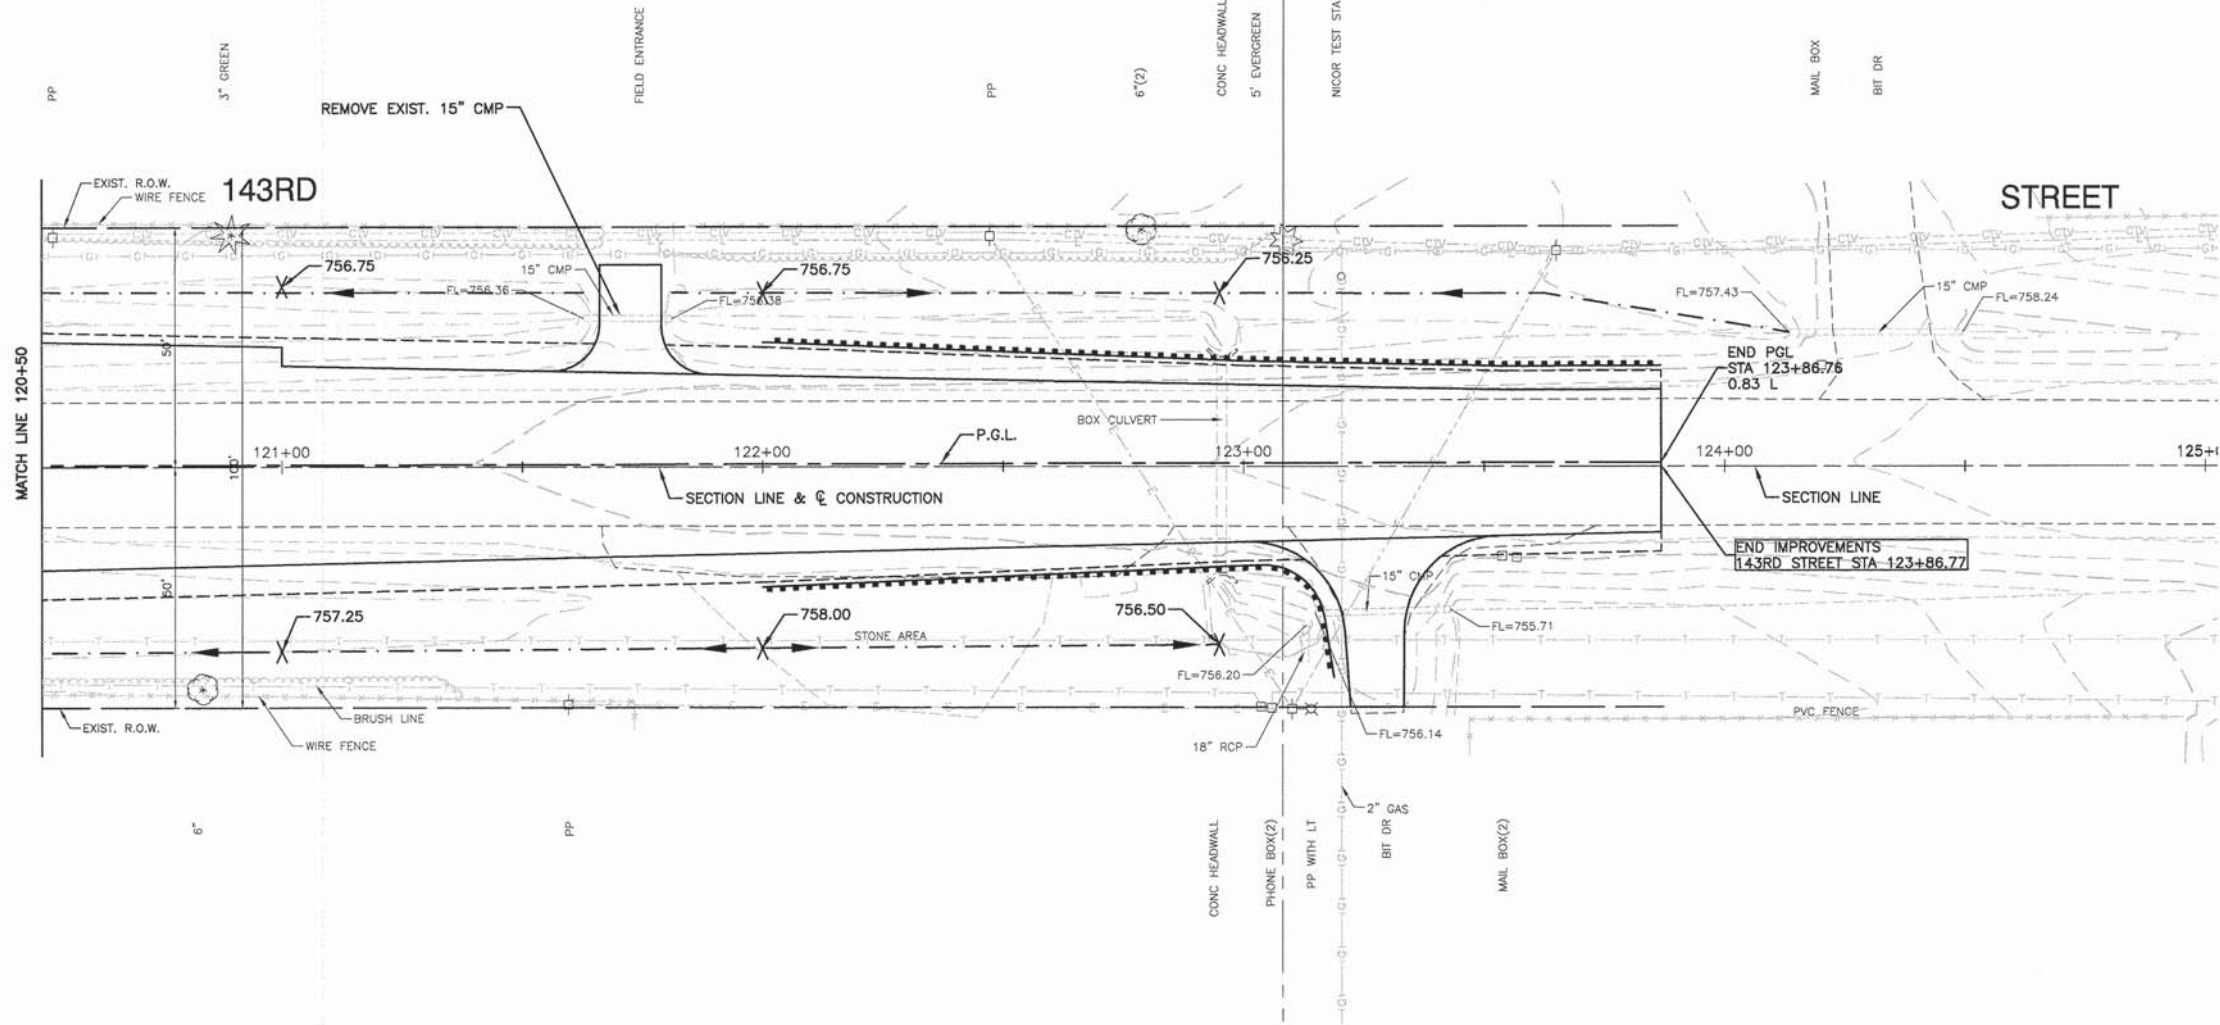 PP
3" GREEN
FIELD ENTRANCE
PP
6"(2)
CONC HEADWALL
5' EVERGREEN
NICOR TEST STA
MAIL BOX
BIT DR
REMOVE EXIST. 15" CMP
EXIST. R.O.W.
WIRE FENCE
143RD
STREET
756.75
15" CMP
FL=756.36
756.75
FL=756.38
756.25
FL=757.43
15" CMP
FL=758.24
50'
END PGL
STA 123+86.76
0.83 L
MATCH LINE 120+50
BOX CULVERT
P.G.L.
121+00
122+00
123+00
124+00
125+
100'
SECTION LINE & ℄ CONSTRUCTION
SECTION LINE
END IMPROVEMENTS
143RD STREET STA 123+86.77
50'
15" CMP
757.25
758.00
756.50
STONE AREA
FL=755.71
FL=756.20
PVC FENCE
BRUSH LINE
EXIST. R.O.W.
WIRE FENCE
18" RCP
FL=756.14
2" GAS
6"
PP
CONC HEADWALL
PHONE BOX(2)
PP WITH LT
BIT DR
MAIL BOX(2)